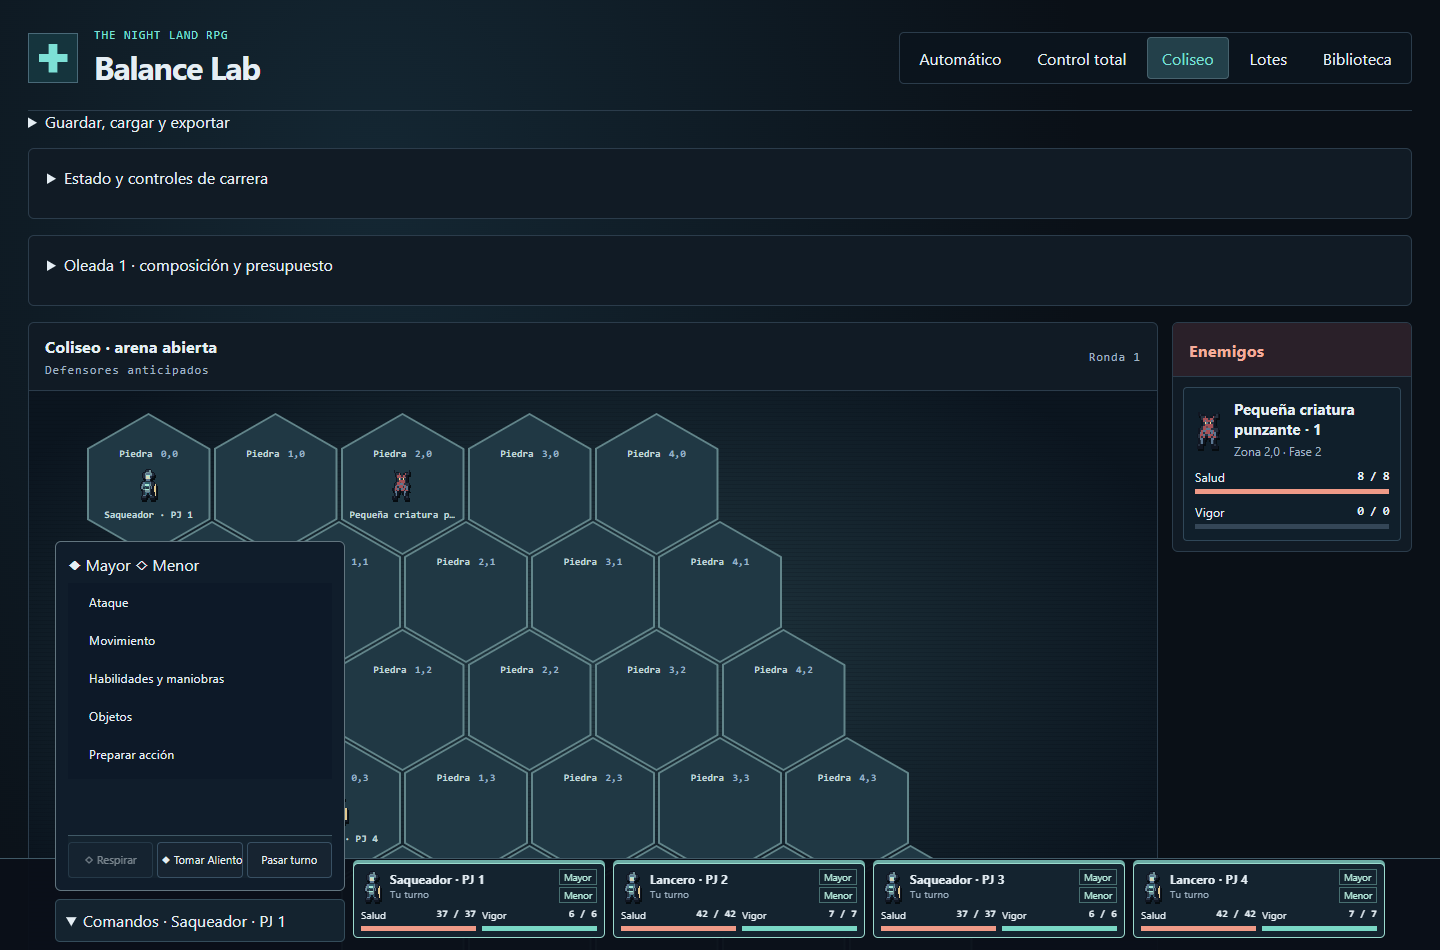 THE NIGHT LAND RPG
Balance Lab
Automático
Control total
Coliseo
Lotes
Biblioteca
Guardar, cargar y exportar
Estado y controles de carrera
Oleada 1 · composición y presupuesto
Coliseo · arena abierta
Defensores anticipados
Ronda 1
Enemigos
Pequeña criatura
punzante · 1
Zona 2,0 · Fase 2
Salud 8 / 8
Vigor 0 / 0
Piedra 0,0
Piedra 1,0
Piedra 2,0
Piedra 3,0
Piedra 4,0
Saqueador · PJ 1
Pequeña criatura p…
1,1
Piedra 2,1
Piedra 3,1
Piedra 4,1
Piedra 1,2
Piedra 2,2
Piedra 3,2
Piedra 4,2
0,3
Piedra 1,3
Piedra 2,3
Piedra 3,3
Piedra 4,3
· PJ 4
◆ Mayor ◇ Menor
Ataque
Movimiento
Habilidades y maniobras
Objetos
Preparar acción
◇ Respirar
◆ Tomar Aliento
Pasar turno
Comandos · Saqueador · PJ 1
Saqueador · PJ 1
Tu turno
Mayor
Menor
Salud 37 / 37 Vigor 6 / 6
Lancero · PJ 2
Tu turno
Mayor
Menor
Salud 42 / 42 Vigor 7 / 7
Saqueador · PJ 3
Tu turno
Mayor
Menor
Salud 37 / 37 Vigor 6 / 6
Lancero · PJ 4
Tu turno
Mayor
Menor
Salud 42 / 42 Vigor 7 / 7